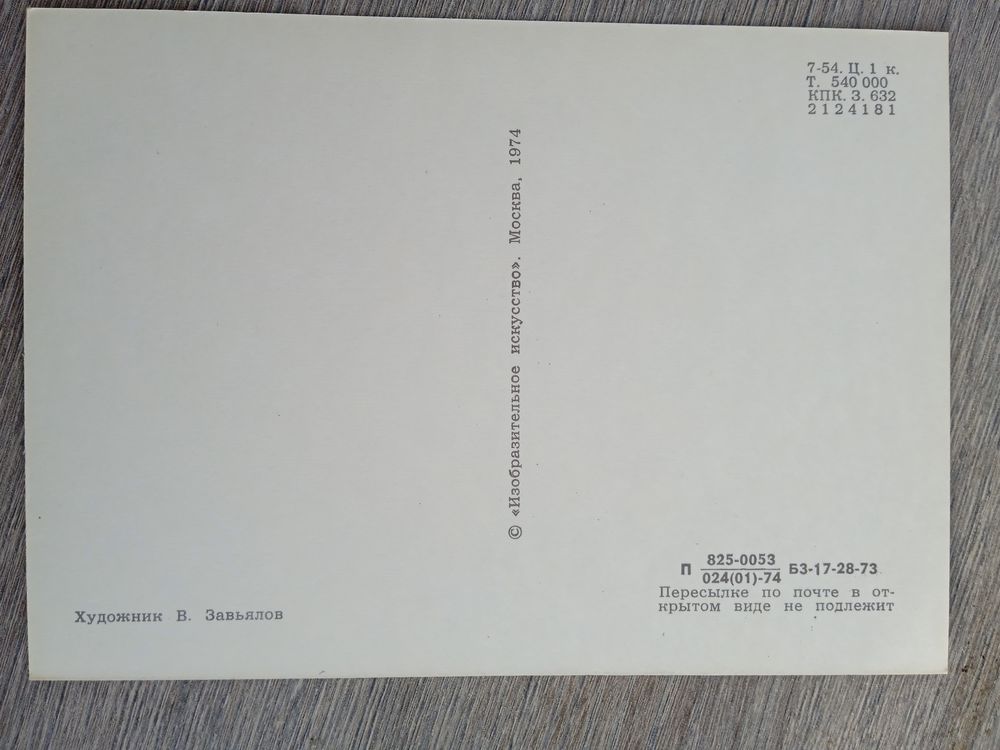 7-54. Ц. 1 к.
Т. 540 000
КПК. З. 632
2124181
© «Изобразительное искусство». Москва, 1974
П 825-0053 БЗ-17-28-73
024(01)-74
Пересылке по почте в от-
крытом виде не подлежит
Художник В. Завьялов